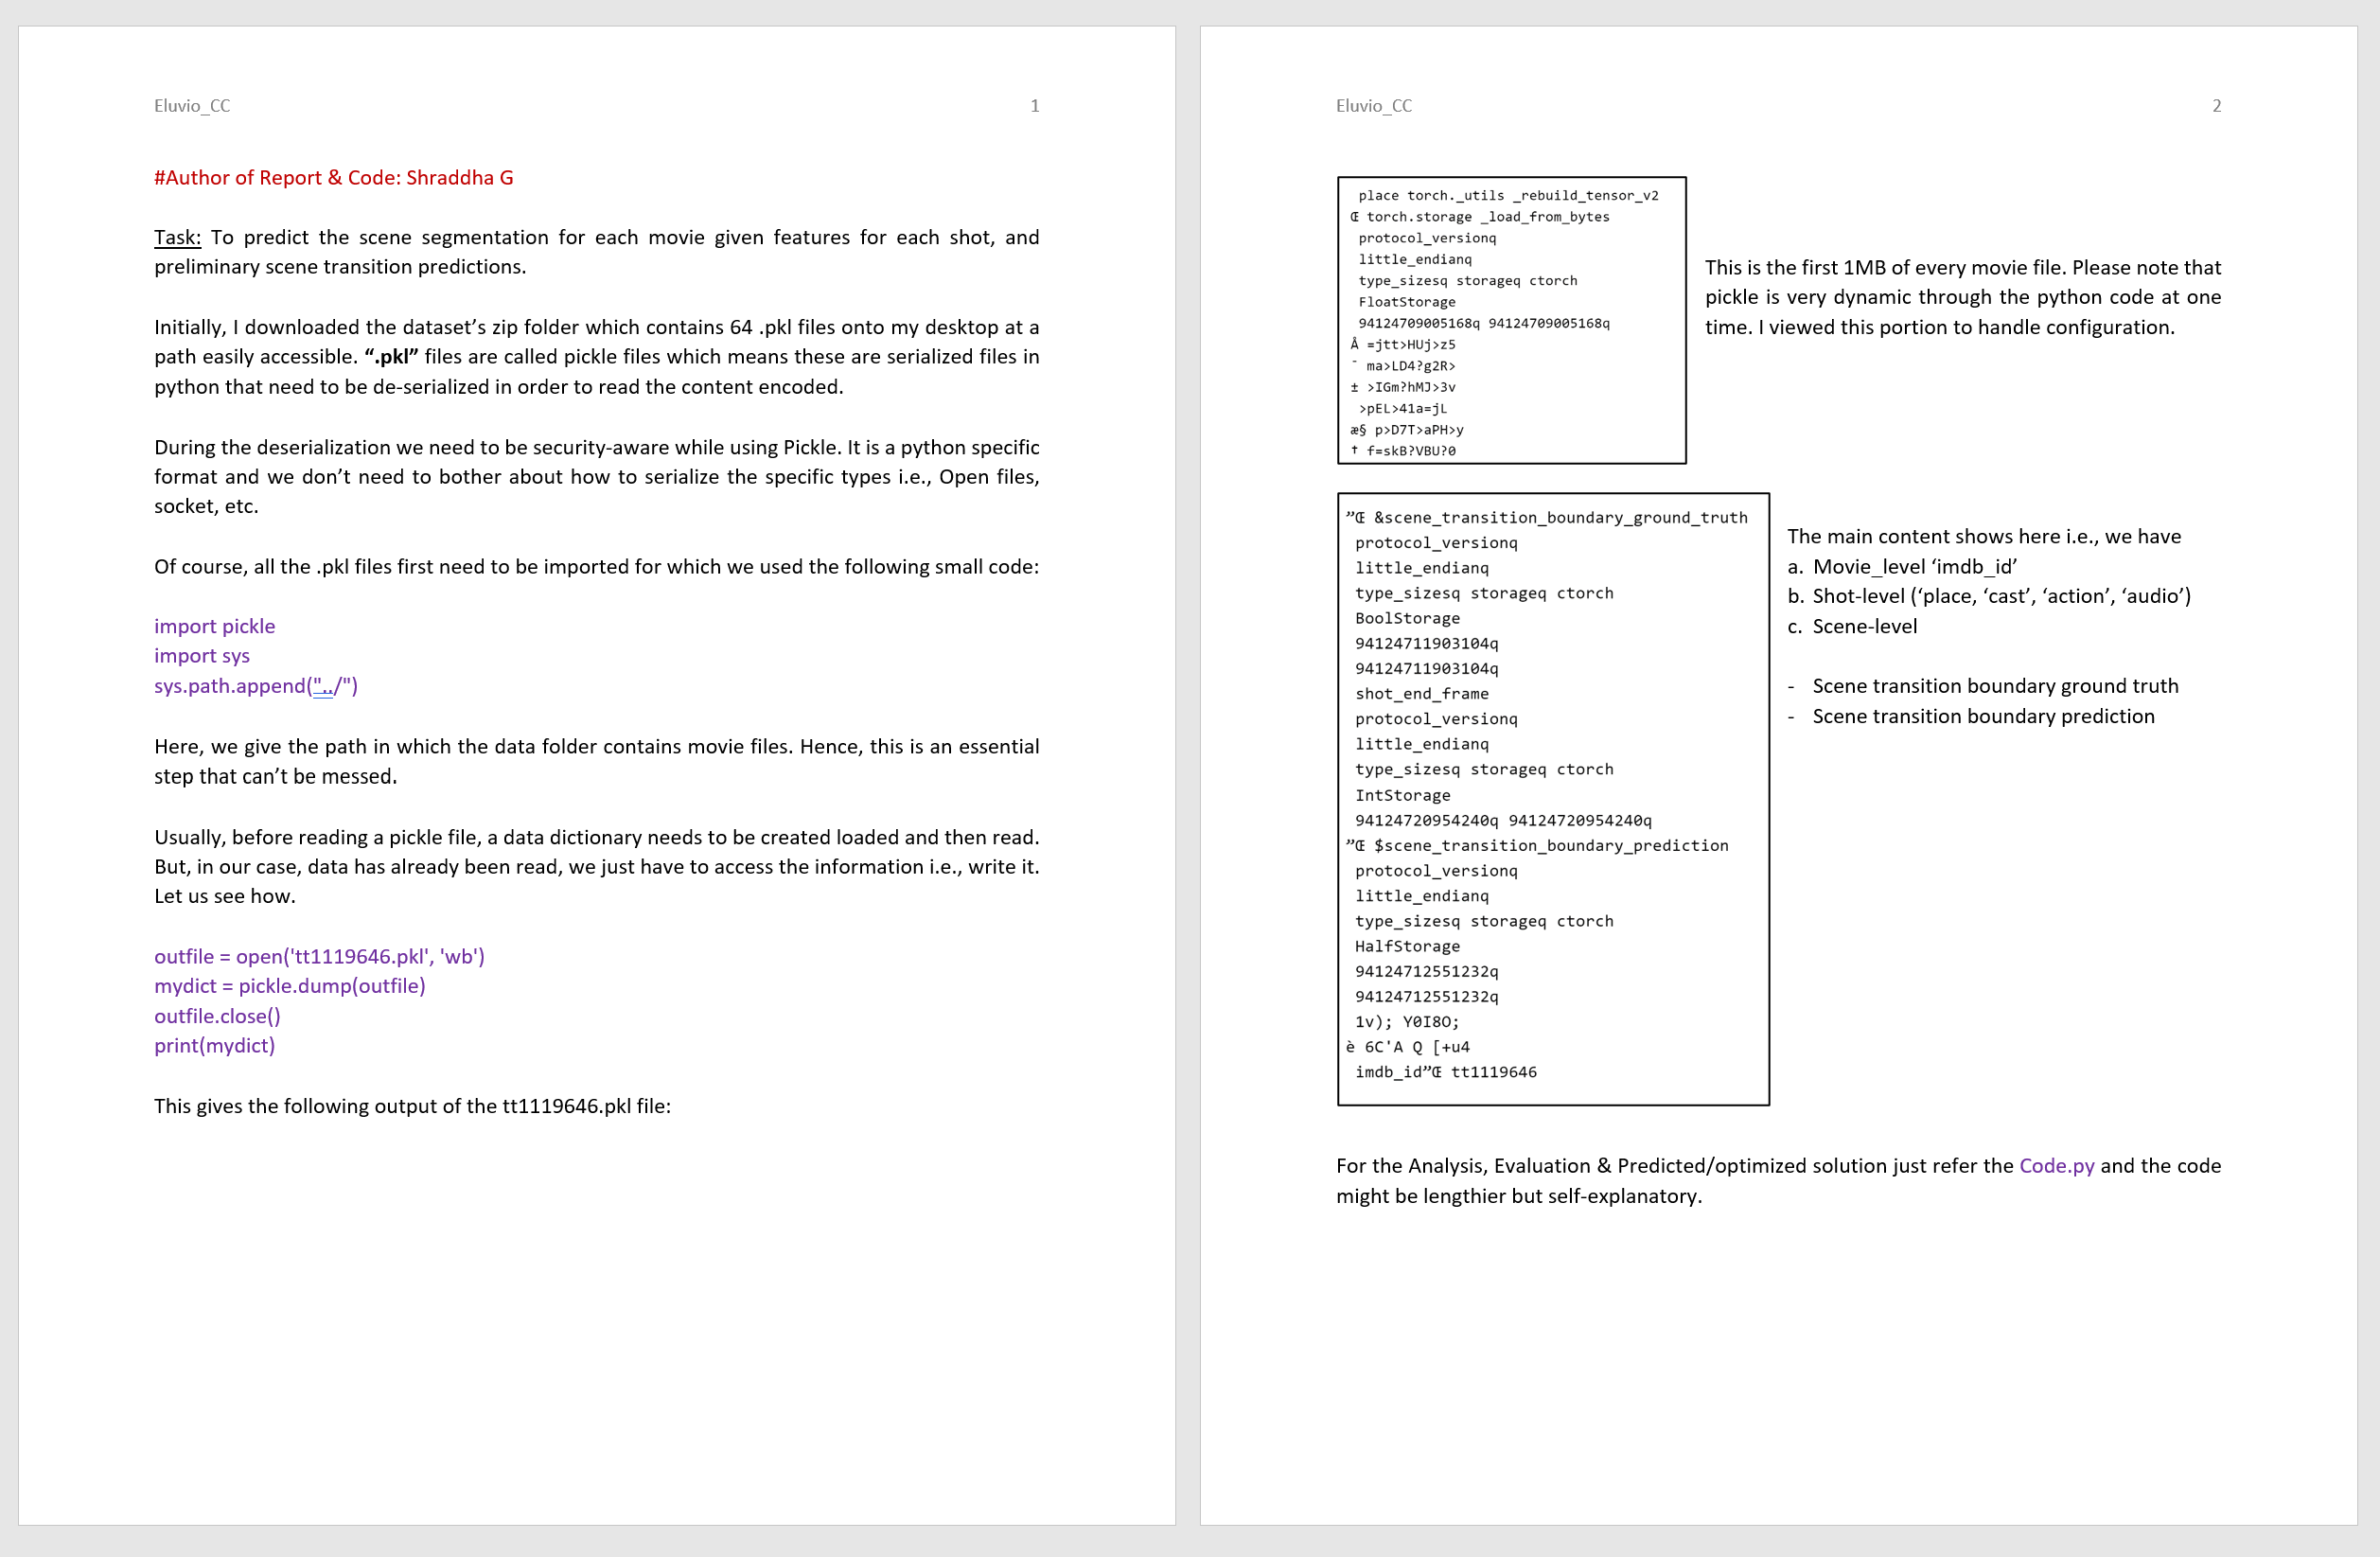 Eluvio_CC 1
#Author of Report & Code: Shraddha G
Task: To predict the scene segmentation for each movie given features for each shot, and
preliminary scene transition predictions.
Initially, I downloaded the dataset’s zip folder which contains 64 .pkl files onto my desktop at a
path easily accessible. “.pkl” files are called pickle files which means these are serialized files in
python that need to be de-serialized in order to read the content encoded.
During the deserialization we need to be security-aware while using Pickle. It is a python specific
format and we don’t need to bother about how to serialize the specific types i.e., Open files,
socket, etc.
Of course, all the .pkl files first need to be imported for which we used the following small code:
import pickle
import sys
sys.path.append("../")
Here, we give the path in which the data folder contains movie files. Hence, this is an essential
step that can’t be messed.
Usually, before reading a pickle file, a data dictionary needs to be created loaded and then read.
But, in our case, data has already been read, we just have to access the information i.e., write it.
Let us see how.
outfile = open('tt1119646.pkl', 'wb')
mydict = pickle.dump(outfile)
outfile.close()
print(mydict)
This gives the following output of the tt1119646.pkl file:
Eluvio_CC 2
place torch._utils _rebuild_tensor_v2
Œ torch.storage _load_from_bytes
protocol_versionq
little_endianq
type_sizesq storageq ctorch
FloatStorage
94124709005168q 94124709005168q
Å =jtt>HUj>z5
¯ ma>LD4?g2R>
± >IGm?hMJ>3v
>pEL>41a=jL
æ§ p>D7T>aPH>y
† f=skB?VBU?0
This is the first 1MB of every movie file. Please note that
pickle is very dynamic through the python code at one
time. I viewed this portion to handle configuration.
”Œ &scene_transition_boundary_ground_truth
protocol_versionq
little_endianq
type_sizesq storageq ctorch
BoolStorage
94124711903104q
94124711903104q
shot_end_frame
protocol_versionq
little_endianq
type_sizesq storageq ctorch
IntStorage
94124720954240q 94124720954240q
”Œ $scene_transition_boundary_prediction
protocol_versionq
little_endianq
type_sizesq storageq ctorch
HalfStorage
94124712551232q
94124712551232q
1v); Y0I8O;
è 6C'A Q [+u4
imdb_id”Œ tt1119646
The main content shows here i.e., we have
a. Movie_level ‘imdb_id’
b. Shot-level (‘place, ‘cast’, ‘action’, ‘audio’)
c. Scene-level
- Scene transition boundary ground truth
- Scene transition boundary prediction
For the Analysis, Evaluation & Predicted/optimized solution just refer the Code.py and the code
might be lengthier but self-explanatory.